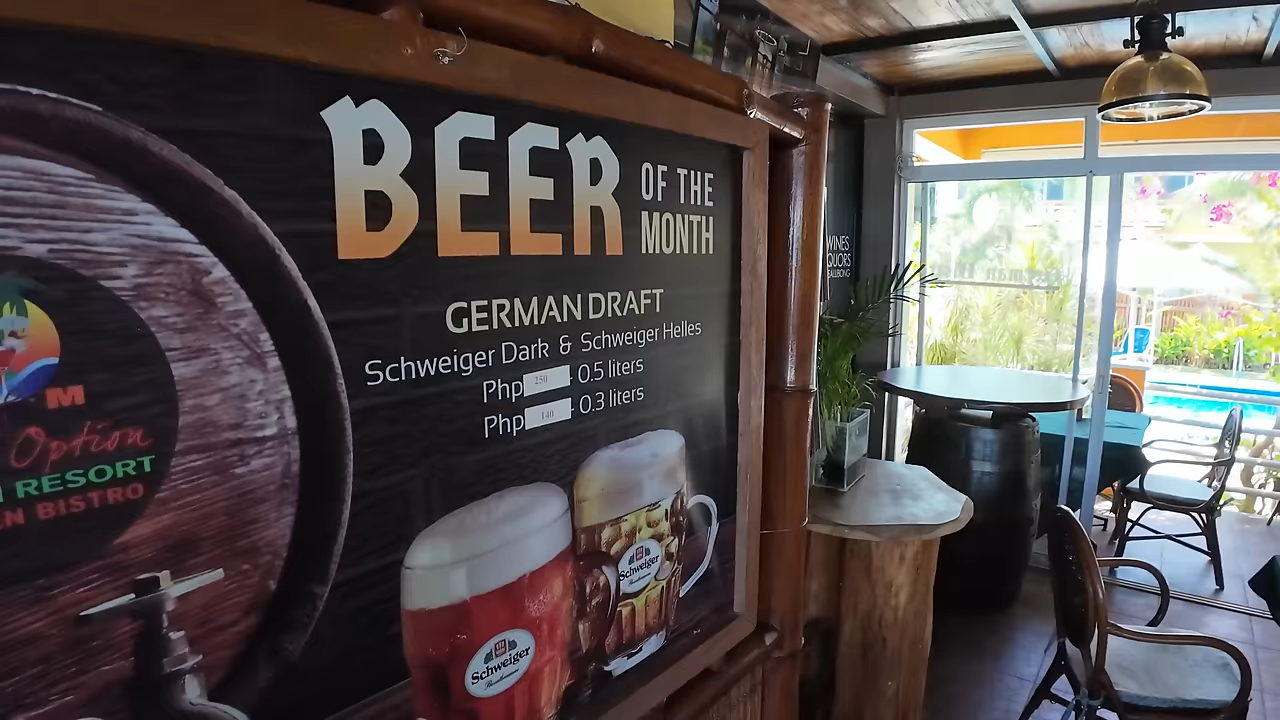 BEER OF THE
MONTH
GERMAN DRAFT
Schweiger Dark & Schweiger Helles
Php 250 - 0.5 liters
Php 140 - 0.3 liters
M
Option
RESORT
BISTRO
Schweiger
Schweiger
WINES